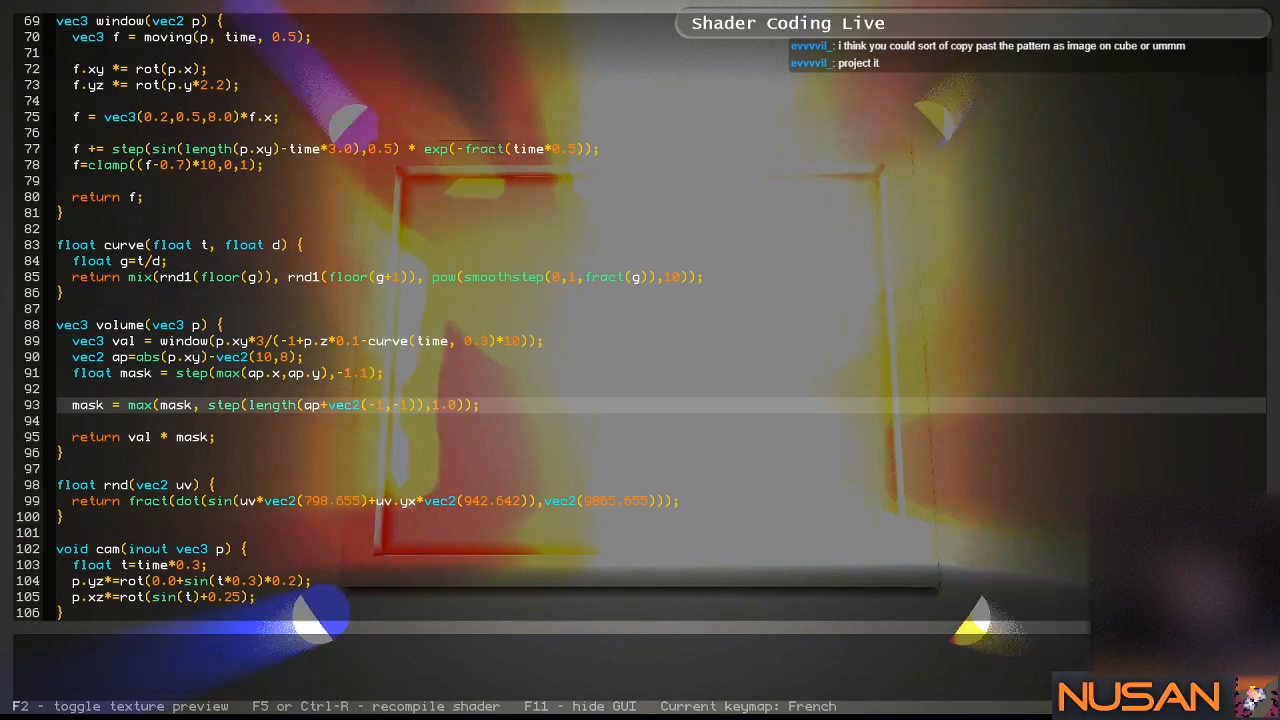 Shader Coding Live
evvvvil_: i think you could sort of copy past the pattern as image on cube or ummm
evvvvil_: project it
69 vec3 window(vec2 p) {
70 vec3 f = moving(p, time, 0.5);
71
72 f.xy *= rot(p.x);
73 f.yz *= rot(p.y*2.2);
74
75 f = vec3(0.2,0.5,8.0)*f.x;
76
77 f += step(sin(length(p.xy)-time*3.0),0.5) * exp(-fract(time*0.5));
78 f=clamp((f-0.7)*10,0,1);
79
80 return f;
81 }
82
83 float curve(float t, float d) {
84 float g=t/d;
85 return mix(rnd1(floor(g)), rnd1(floor(g+1)), pow(smoothstep(0,1,fract(g)),10));
86 }
87
88 vec3 volume(vec3 p) {
89 vec3 val = window(p.xy*3/(-1+p.z*0.1-curve(time, 0.3)*10));
90 vec2 ap=abs(p.xy)-vec2(10,8);
91 float mask = step(max(ap.x,ap.y),-1.1);
92
93 mask = max(mask, step(length(ap+vec2(-1,-1)),1.0));
94
95 return val * mask;
96 }
97
98 float rnd(vec2 uv) {
99 return fract(dot(sin(uv*vec2(798.655)+uv.yx*vec2(942.642)),vec2(9865.655)));
100 }
101
102 void cam(inout vec3 p) {
103 float t=time*0.3;
104 p.yz*=rot(0.0+sin(t*0.3)*0.2);
105 p.xz*=rot(sin(t)+0.25);
106 }
F2 - toggle texture preview F5 or Ctrl-R - recompile shader F11 - hide GUI Current keymap: French
NUSAN